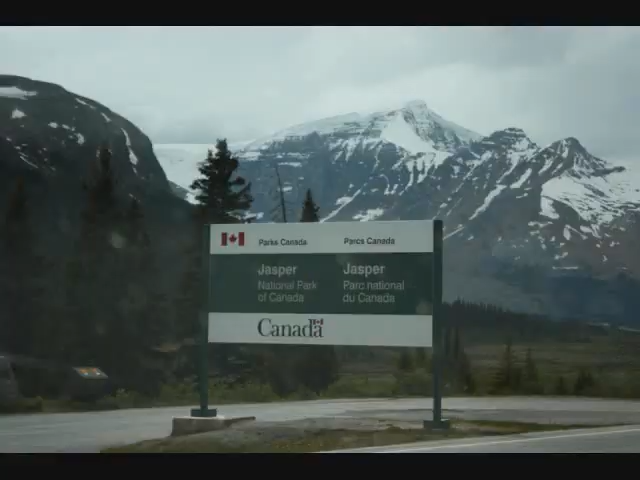 Parks Canada Parcs Canada
Jasper
National Park
of Canada
Jasper
Parc national
du Canada
Canada